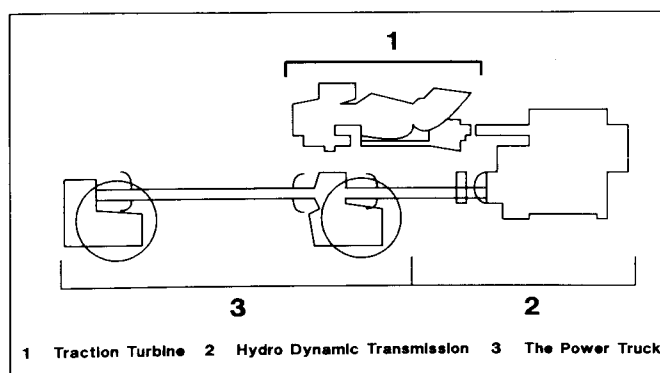 1
3 2
1 Traction Turbine 2 Hydro Dynamic Transmission 3 The Power Truck